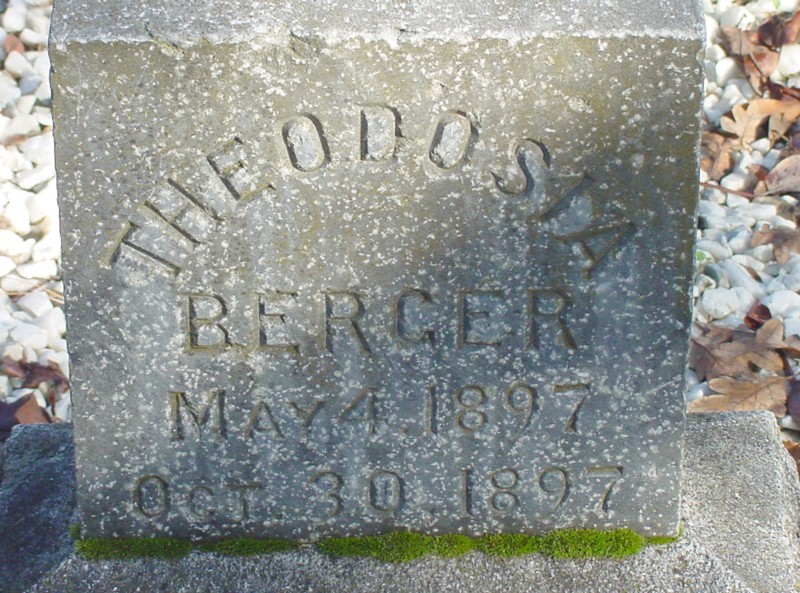 THEODOSIA
BERGER
MAY 4, 1897
OCT. 30, 1897